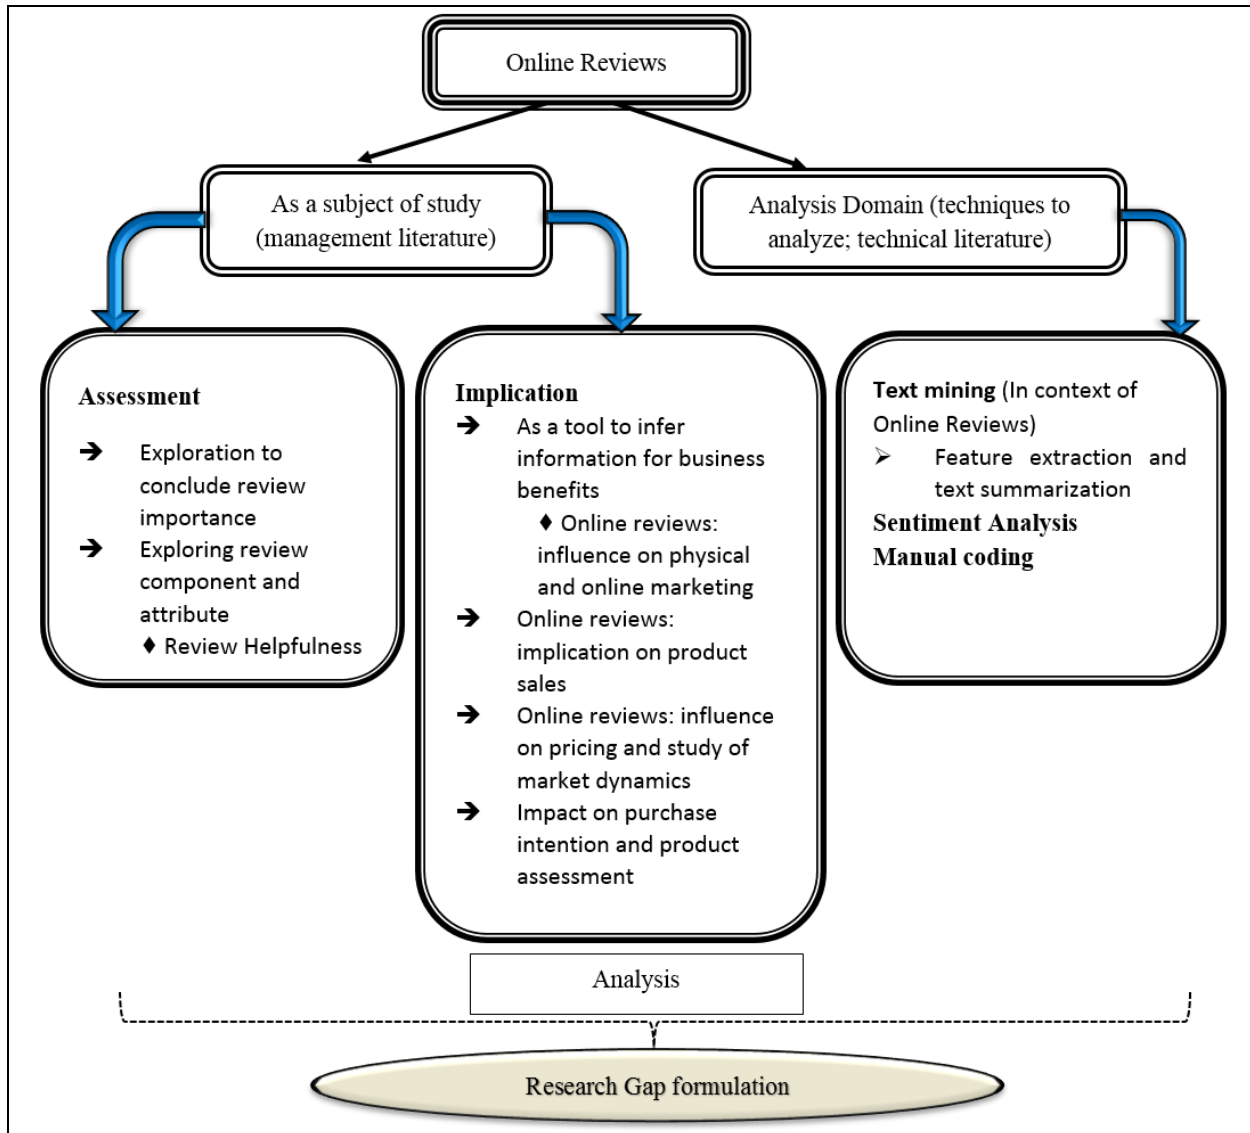 Online Reviews
As a subject of study
(management literature)
Analysis Domain (techniques to
analyze; technical literature)
Assessment
➔ Exploration to
conclude review
importance
➔ Exploring review
component and
attribute
♦ Review Helpfulness
Implication
➔ As a tool to infer
information for business
benefits
♦ Online reviews:
influence on physical
and online marketing
➔ Online reviews:
implication on product
sales
➔ Online reviews: influence
on pricing and study of
market dynamics
➔ Impact on purchase
intention and product
assessment
Text mining (In context of
Online Reviews)
➢ Feature extraction and
text summarization
Sentiment Analysis
Manual coding
Analysis
Research Gap formulation